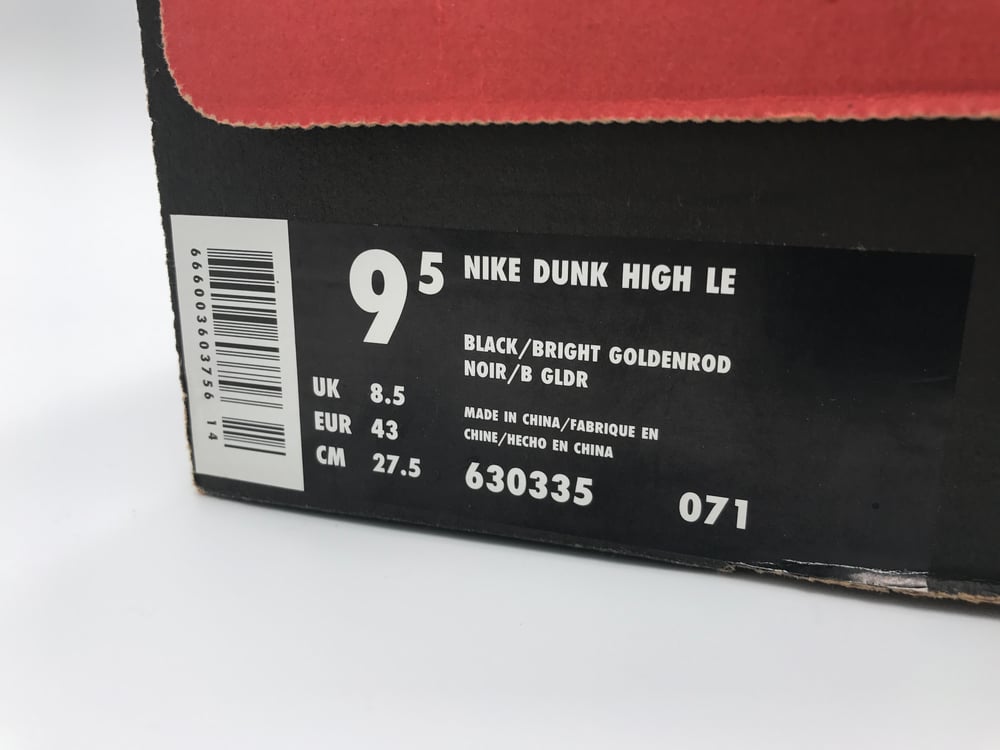 666003603756 14
9 5
NIKE DUNK HIGH LE
BLACK/BRIGHT GOLDENROD
NOIR/B GLDR
UK 8.5
EUR 43
CM 27.5
MADE IN CHINA/FABRIQUE EN
CHINE/HECHO EN CHINA
630335 071